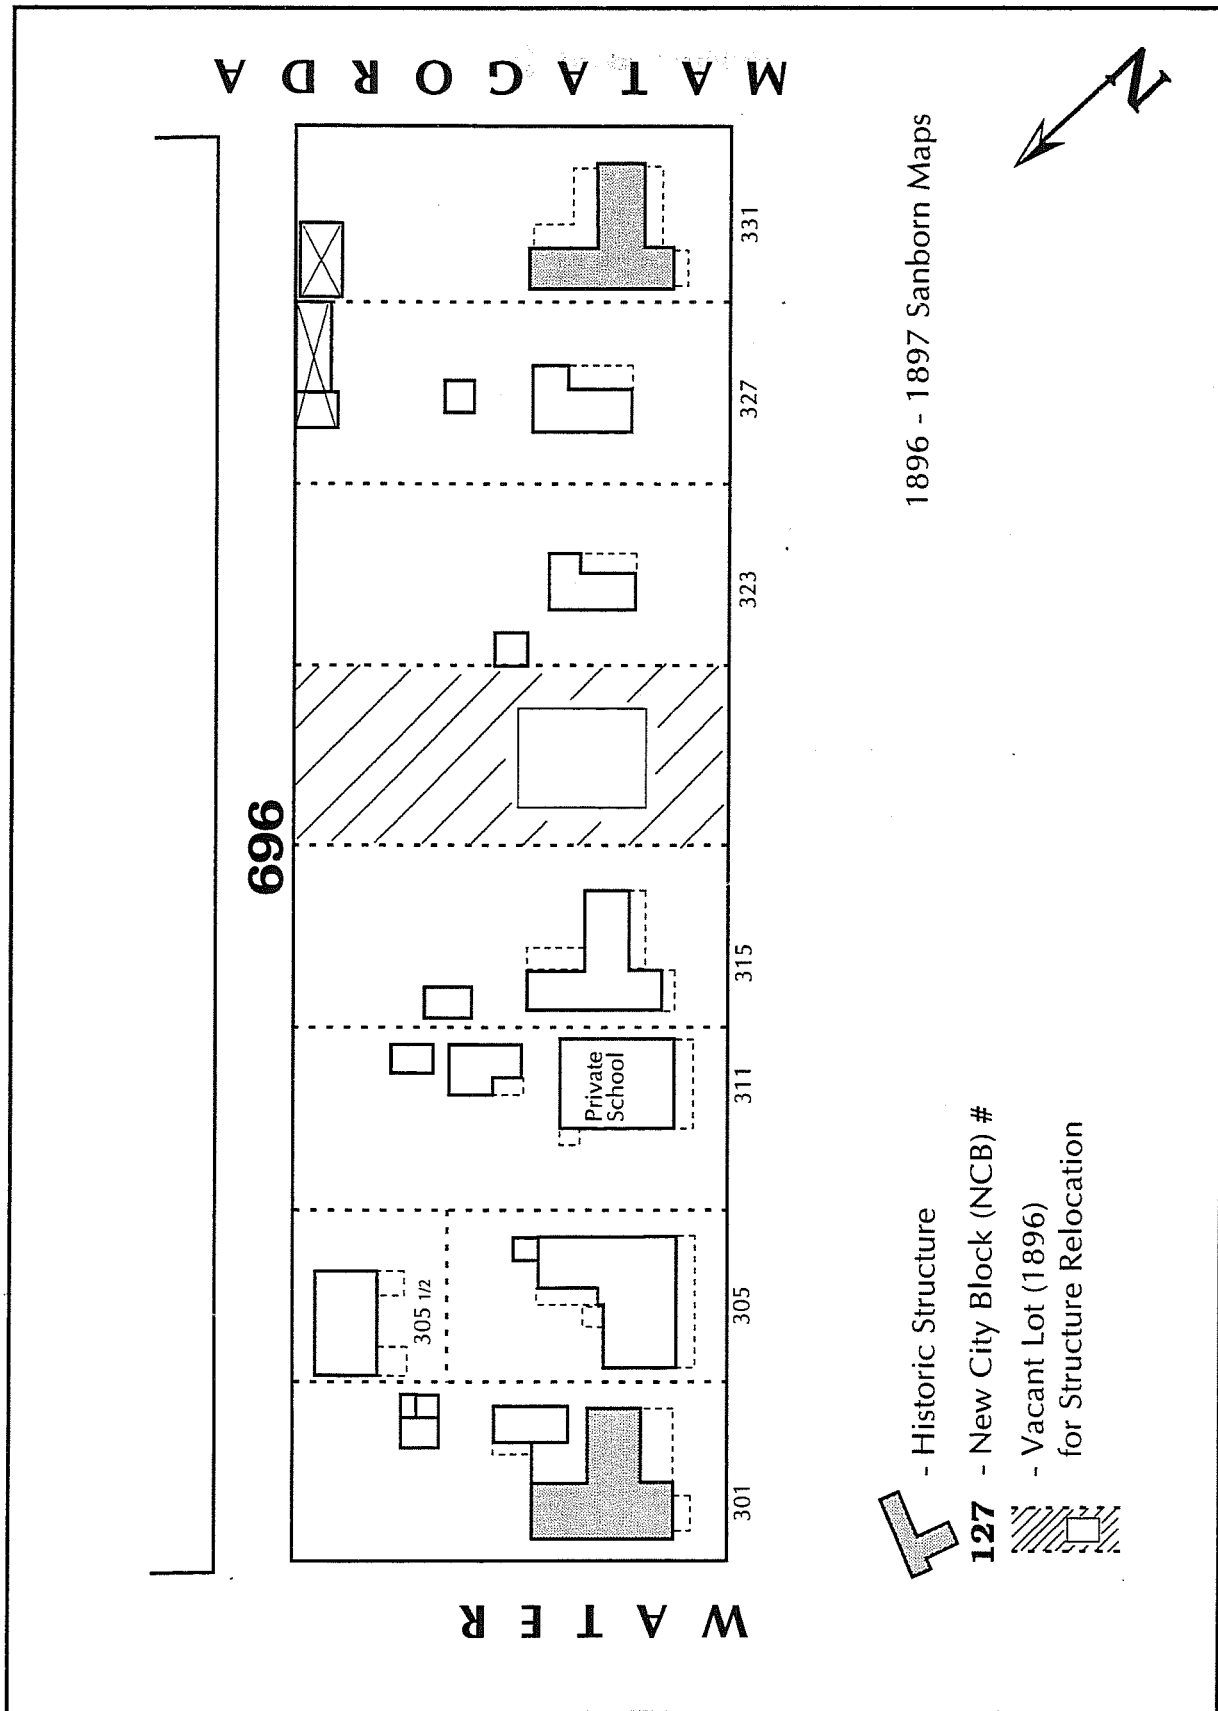 WATER
MATAGORDA
696
305 1/2
Private
School
301
305
311
315
323
327
331
- Historic Structure
127 - New City Block (NCB) #
- Vacant Lot (1896)
for Structure Relocation
1896 - 1897 Sanborn Maps
N